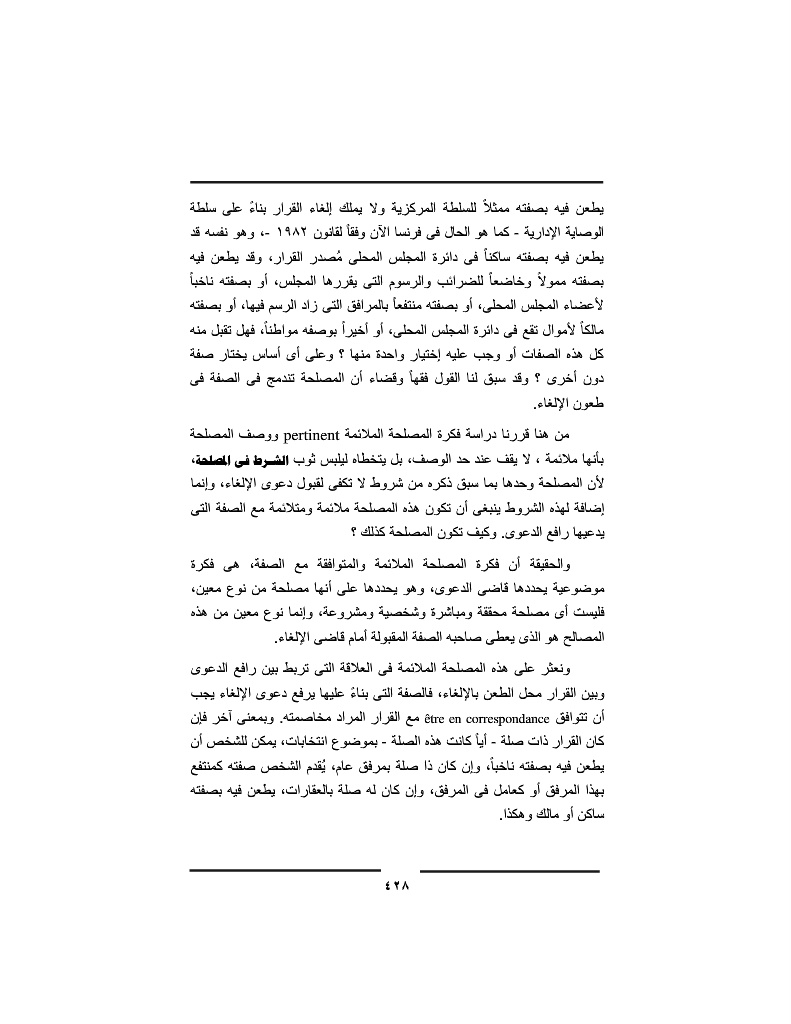 يطعن فيه بصفته ممثلاً للسلطة المركزية ولا يملك إلغاء القرار بناءً على سلطة
الوصاية الإدارية - كما هو الحال فى فرنسا الآن وفقاً لقانون ١٩٨٢ -، وهو نفسه قد
يطعن فيه بصفته ساكناً فى دائرة المجلس المحلى مُصدر القرار، وقد يطعن فيه
بصفته ممولاً وخاضعاً للضرائب والرسوم التى يقررها المجلس، أو بصفته ناخباً
لأعضاء المجلس المحلى، أو بصفته منتفعاً بالمرافق التى زاد الرسم فيها، أو بصفته
مالكاً لأموال تقع فى دائرة المجلس المحلى، أو أخيراً بوصفه مواطناً، فهل تقبل منه
كل هذه الصفات أو وجب عليه إختيار واحدة منها ؟ وعلى أى أساس يختار صفة
دون أخرى ؟ وقد سبق لنا القول فقهاً وقضاء أن المصلحة تندمج فى الصفة فى
طعون الإلغاء.
من هنا قررنا دراسة فكرة المصلحة الملائمة pertinent ووصف المصلحة
بأنها ملائمة ، لا يقف عند حد الوصف، بل يتخطاه ليلبس ثوب الشرط فى المصلحة،
لأن المصلحة وحدها بما سبق ذكره من شروط لا تكفى لقبول دعوى الإلغاء، وإنما
إضافة لهذه الشروط ينبغى أن تكون هذه المصلحة ملائمة ومتلائمة مع الصفة التى
يدعيها رافع الدعوى. وكيف تكون المصلحة كذلك ؟
والحقيقة أن فكرة المصلحة الملائمة والمتوافقة مع الصفة، هى فكرة
موضوعية يحددها قاضى الدعوى، وهو يحددها على أنها مصلحة من نوع معين،
فليست أى مصلحة محققة ومباشرة وشخصية ومشروعة، وإنما نوع معين من هذه
المصالح هو الذى يعطى صاحبه الصفة المقبولة أمام قاضى الإلغاء.
ونعثر على هذه المصلحة الملائمة فى العلاقة التى تربط بين رافع الدعوى
وبين القرار محل الطعن بالإلغاء، فالصفة التى بناءً عليها يرفع دعوى الإلغاء يجب
أن تتوافق être en correspondance مع القرار المراد مخاصمته. وبمعنى آخر فإن
كان القرار ذات صلة - أياً كانت هذه الصلة - بموضوع انتخابات، يمكن للشخص أن
يطعن فيه بصفته ناخباً، وإن كان ذا صلة بمرفق عام، يُقدم الشخص صفته كمنتفع
بهذا المرفق أو كعامل فى المرفق، وإن كان له صلة بالعقارات، يطعن فيه بصفته
ساكن أو مالك وهكذا.
٤٢٨